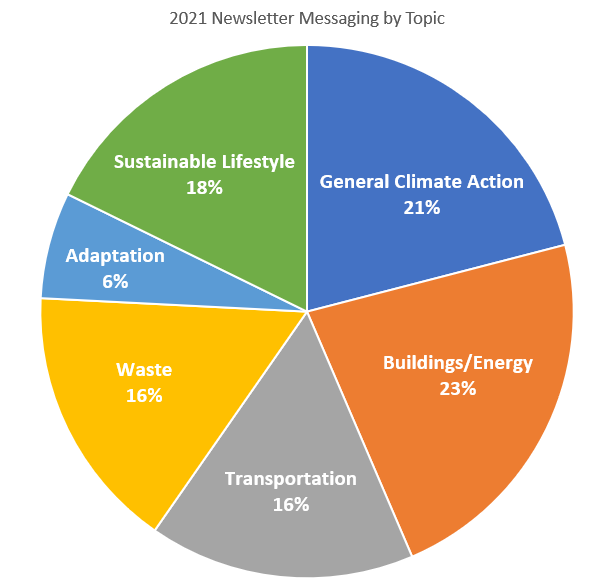 2021 Newsletter Messaging by Topic
Sustainable Lifestyle
18%
General Climate Action
21%
Adaptation
6%
Buildings/Energy
23%
Waste
16%
Transportation
16%